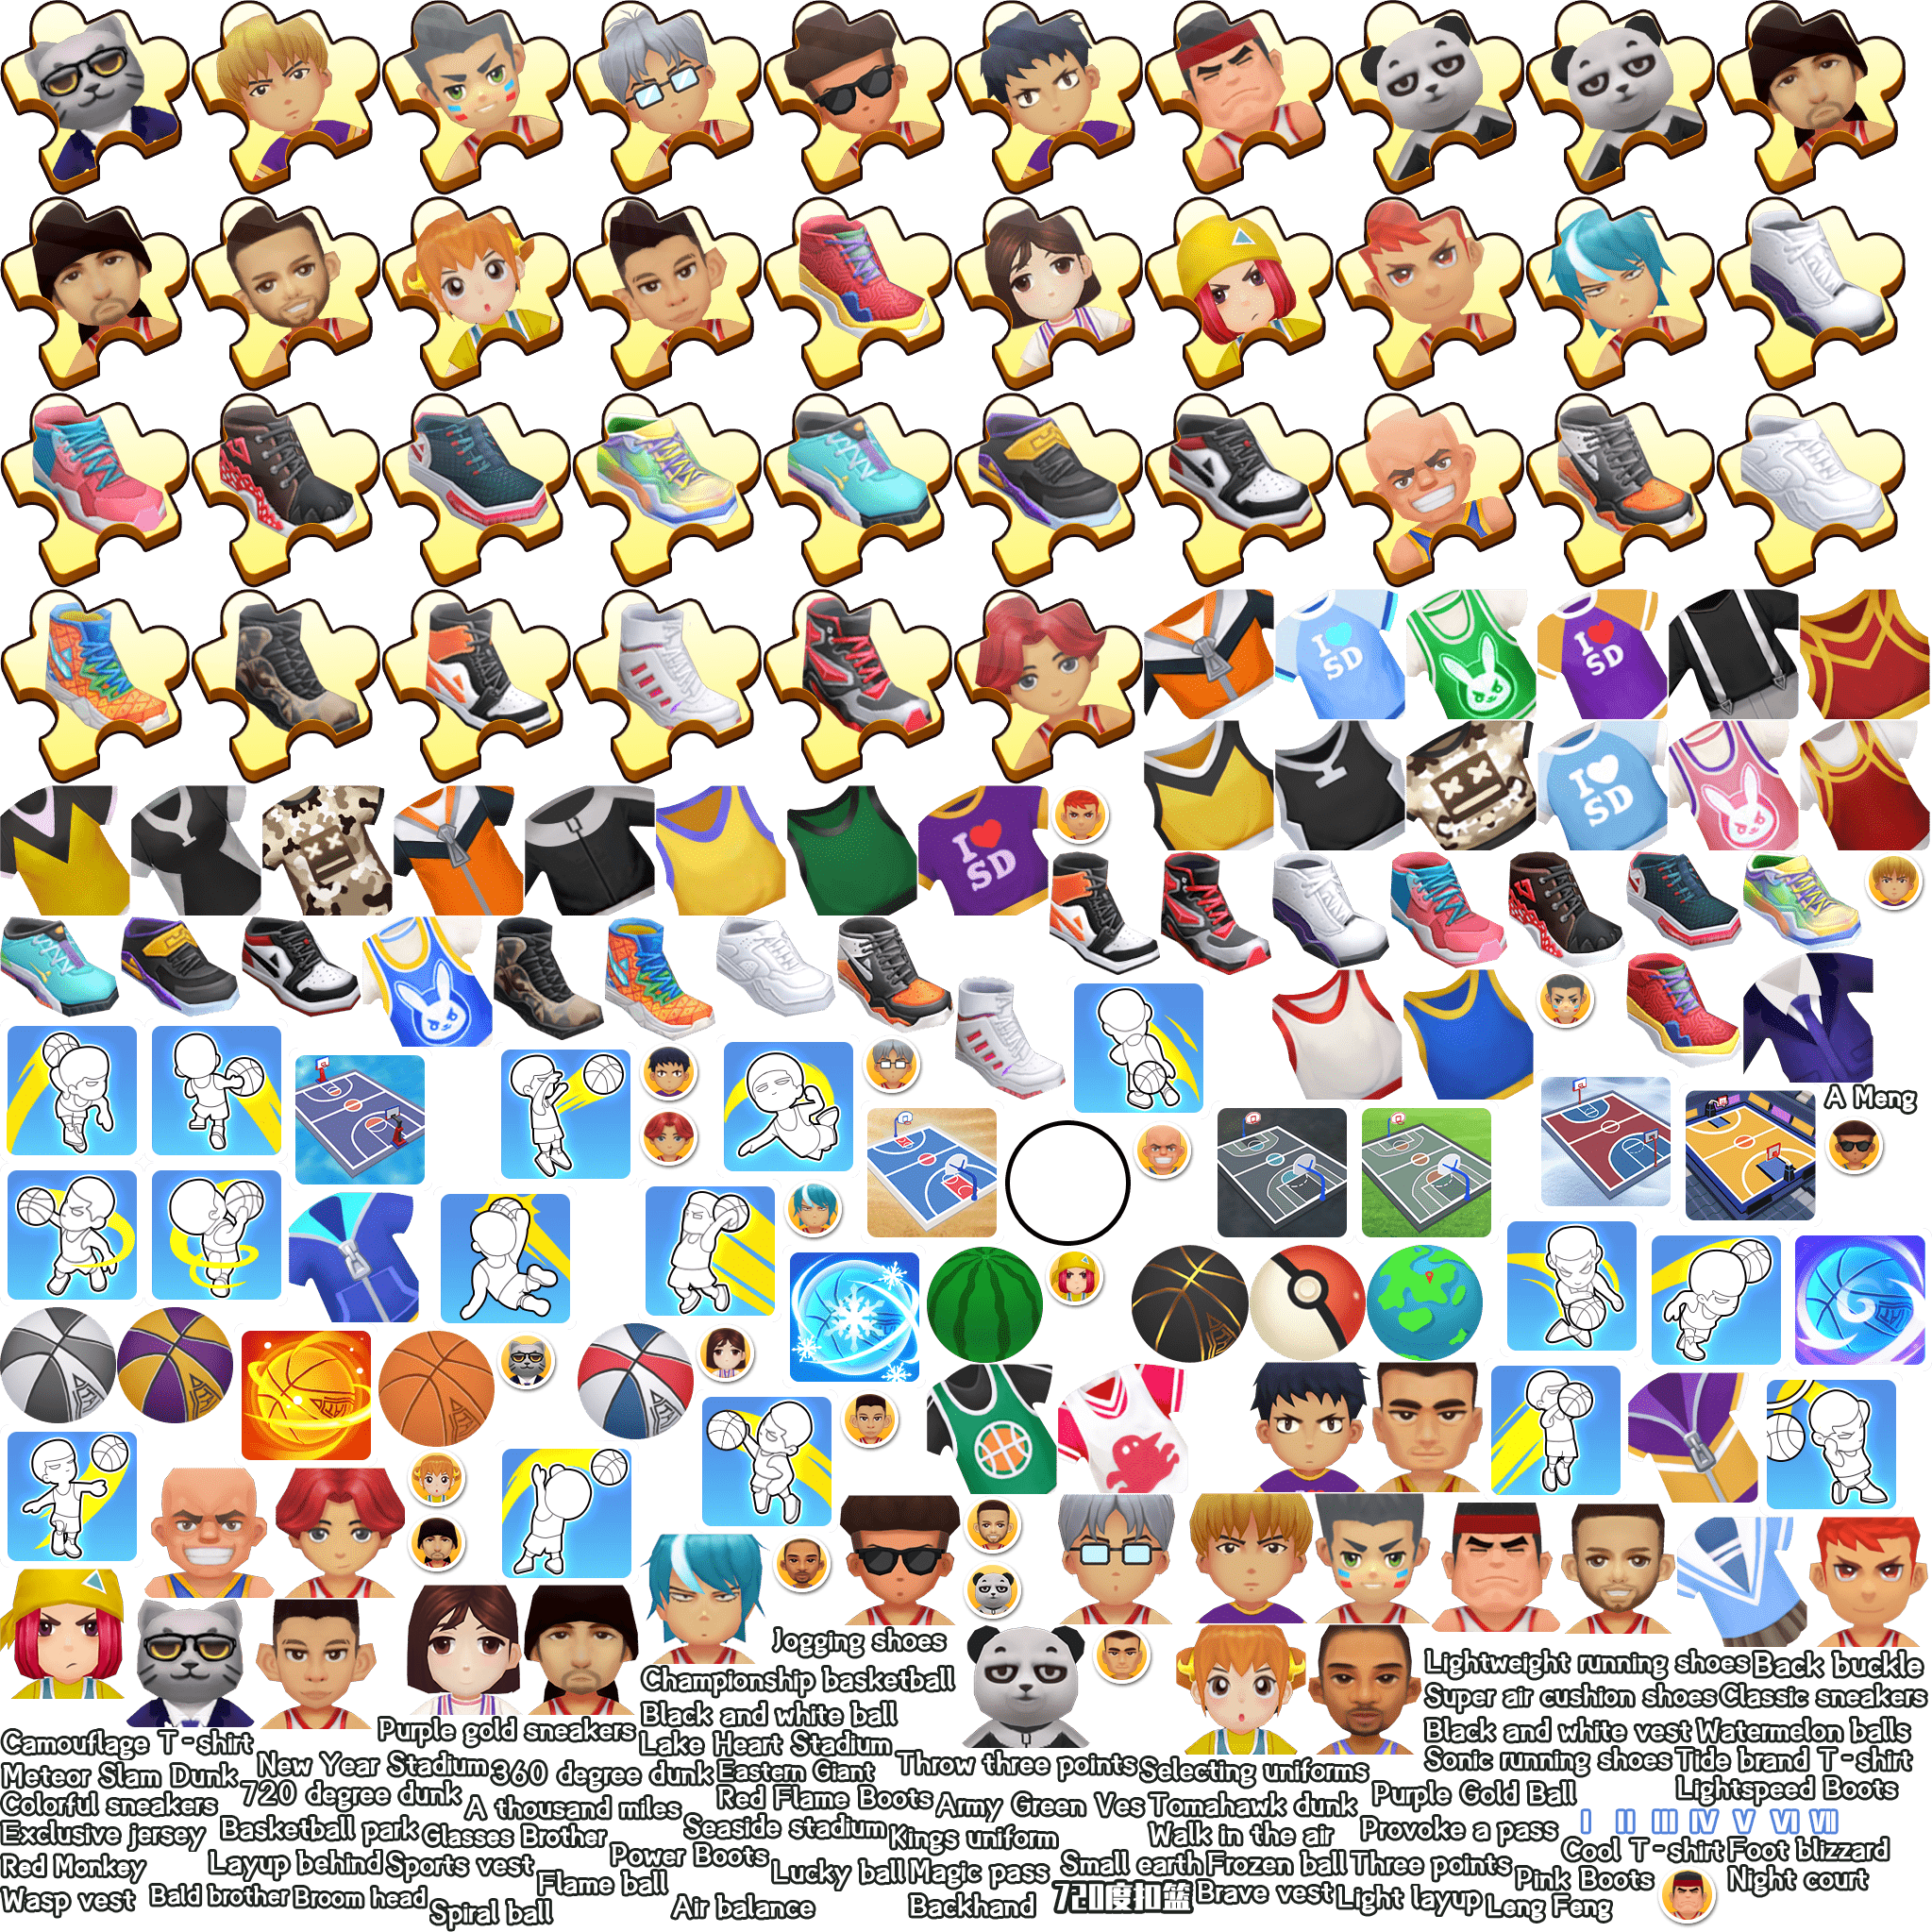 I ♥ SD
I ♥ SD
I ♥ SD
I ♥ SD
A Meng
Jogging shoes
Lightweight running shoes
Back buckle
Championship basketball
Super air cushion shoes
Classic sneakers
Black and white ball
Purple gold sneakers
Black and white vest
Watermelon balls
Camouflage T-shirt
Lake Heart Stadium
Sonic running shoes
Tide brand T-shirt
New Year Stadium
Throw three points
Meteor Slam Dunk
360 degree dunk
Eastern Giant
Selecting uniforms
Lightspeed Boots
720 degree dunk
Purple Gold Ball
Red Flame Boots
Colorful sneakers
A thousand miles
Army Green Ves
Tomahawk dunk
I II III IV V VI VII
Basketball park
Seaside stadium
Provoke a pass
Exclusive jersey
Glasses Brother
Kings uniform
Walk in the air
Cool T-shirt
Foot blizzard
Power Boots
Red Monkey
Layup behind
Sports vest
Small earth
Frozen ball
Three points
Lucky ball
Magic pass
Pink Boots
Night court
Flame ball
Wasp vest
Bald brother
Broom head
720度扣篮
Brave vest
Light layup
Air balance
Backhand
Leng Feng
Spiral ball